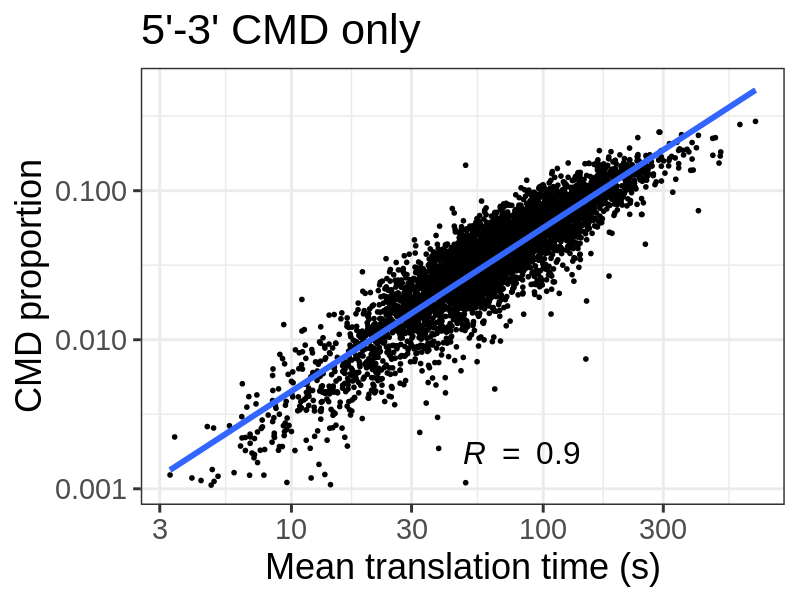 5'-3' CMD only
CMD proportion
0.100
0.010
0.001
R = 0.9
3 10 30 100 300
Mean translation time (s)